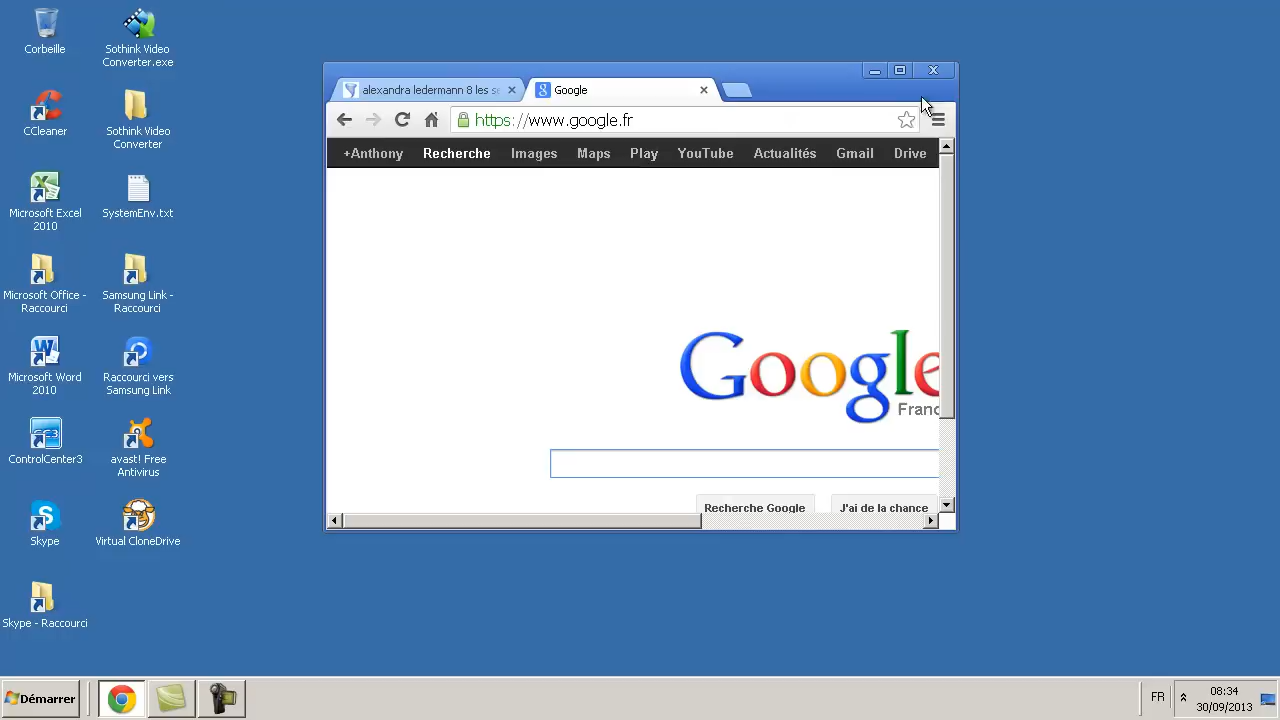 Corbeille
Sothink Video
Converter.exe
CCleaner
Sothink Video
Converter
Microsoft Excel
2010
SystemEnv.txt
Microsoft Office -
Raccourci
Samsung Link -
Raccourci
Microsoft Word
2010
Raccourci vers
Samsung Link
ControlCenter3
avast! Free
Antivirus
Skype
Virtual CloneDrive
Skype - Raccourci
alexandra ledermann 8 les se
Google
https://www.google.fr
+Anthony Recherche Images Maps Play YouTube Actualités Gmail Drive
Google
Franc
Recherche Google
J'ai de la chance
Démarrer
FR
08:34
30/09/2013